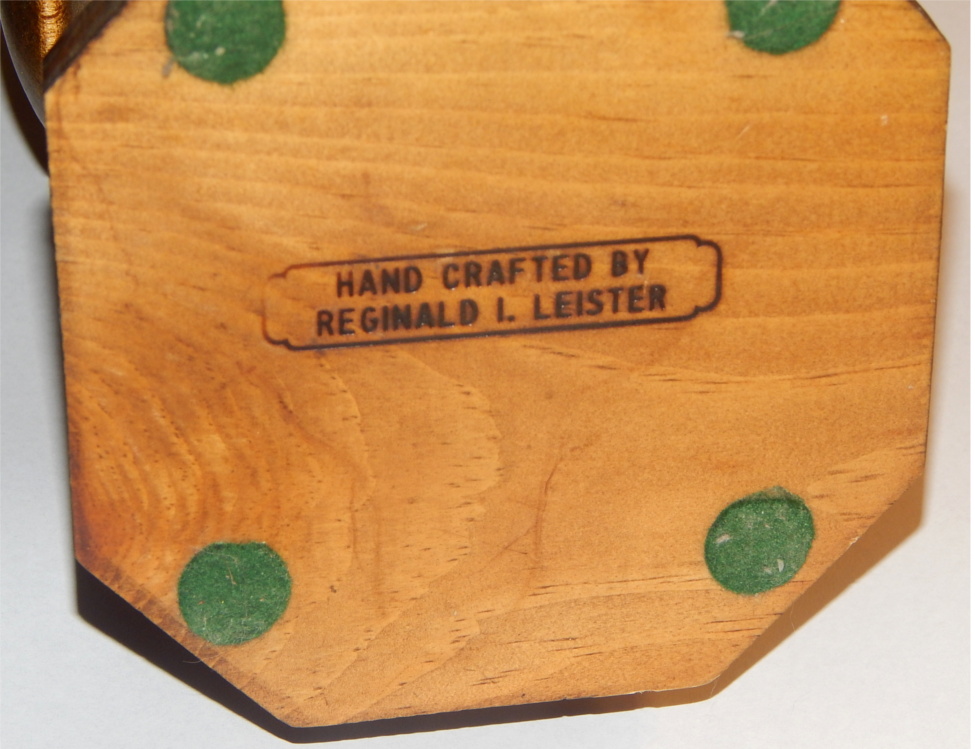 HAND CRAFTED BY
REGINALD I. LEISTER